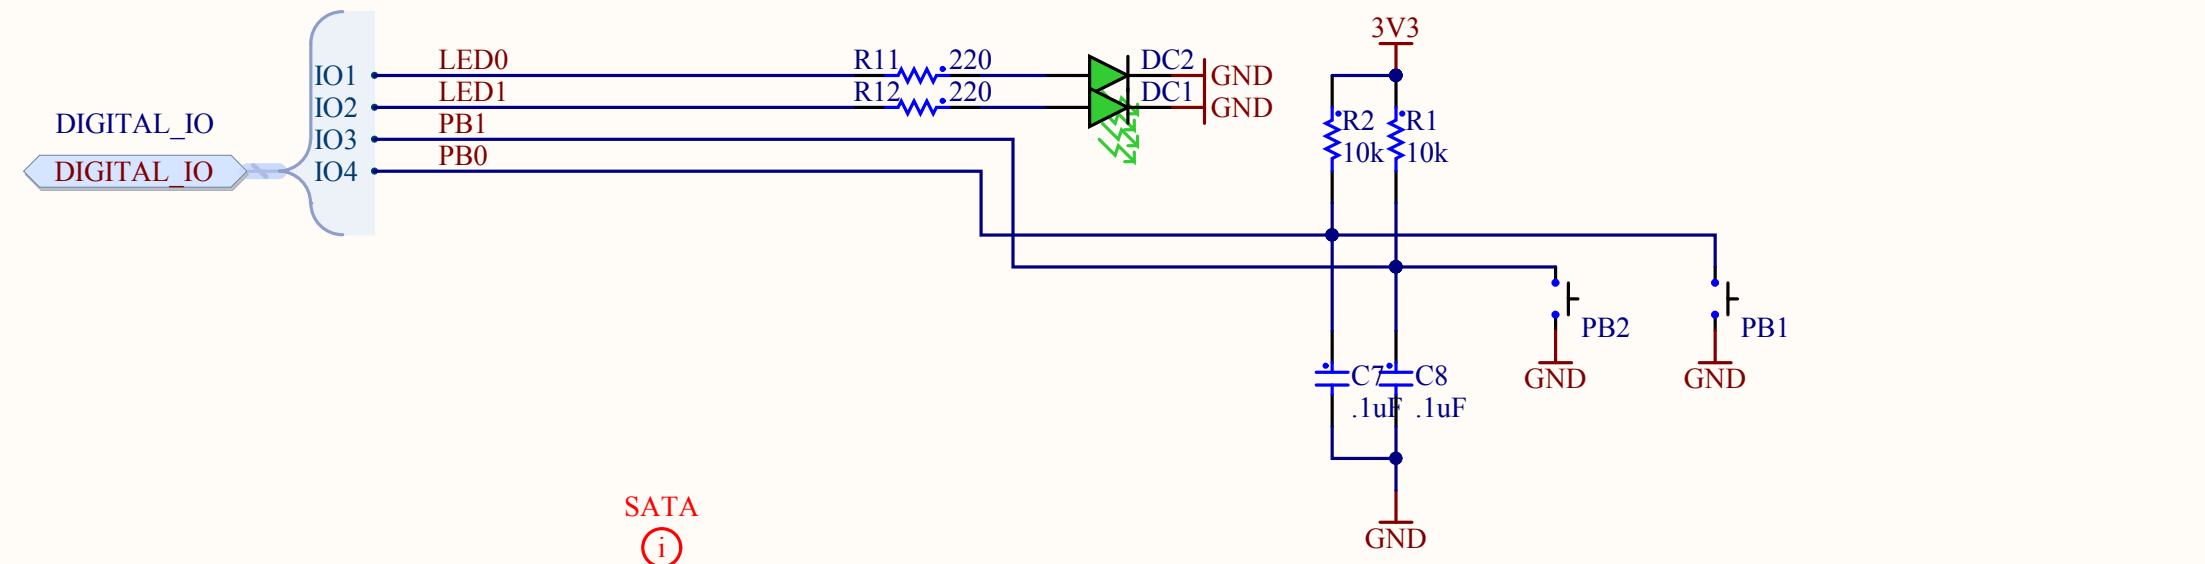 3V3
LED0 R11 220 DC2
IO1 GND
LED1 R12 220 DC1
IO2 GND
DIGITAL_IO PB1 R2 R1
IO3
PB0 10k 10k
DIGITAL_IO IO4
PB2 PB1
C7 C8 GND GND
.1uF .1uF
SATA
i GND